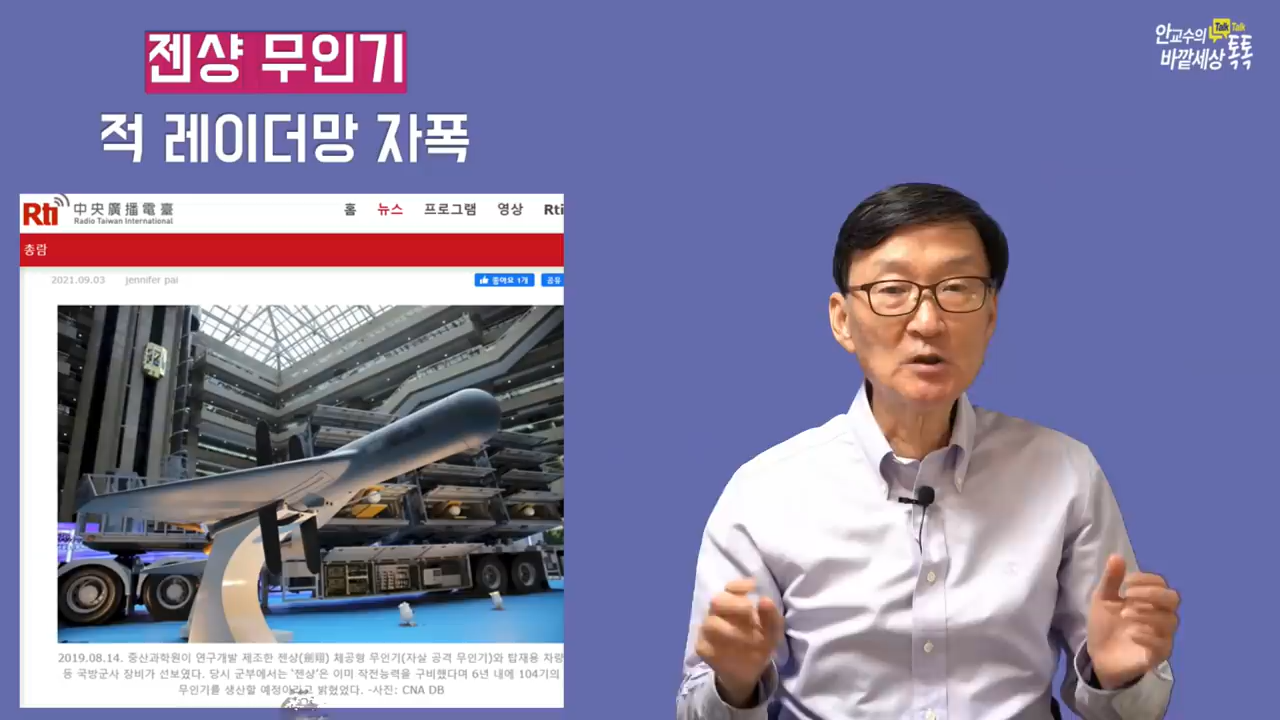 젠샹 무인기
적 레이더망 자폭
안교수의 Talk Talk
바깥세상 톡톡
Rti 中央廣播電臺
Radio Taiwan International
홈 뉴스 프로그램 영상 Rti
총람
2021.09.03 jennifer pai
좋아요 1개 공유
2019.08.14. 중산과학원이 연구개발 제조한 젠샹(劍翔) 체공형 무인기(자살 공격 무인기)와 탑재용 차량
등 국방군사 장비가 선보였다. 당시 군부에서는 '젠샹'은 이미 작전능력을 구비했다며 6년 내에 104기의
무인기를 생산할 예정이라고 밝혔었다. -사진: CNA DB